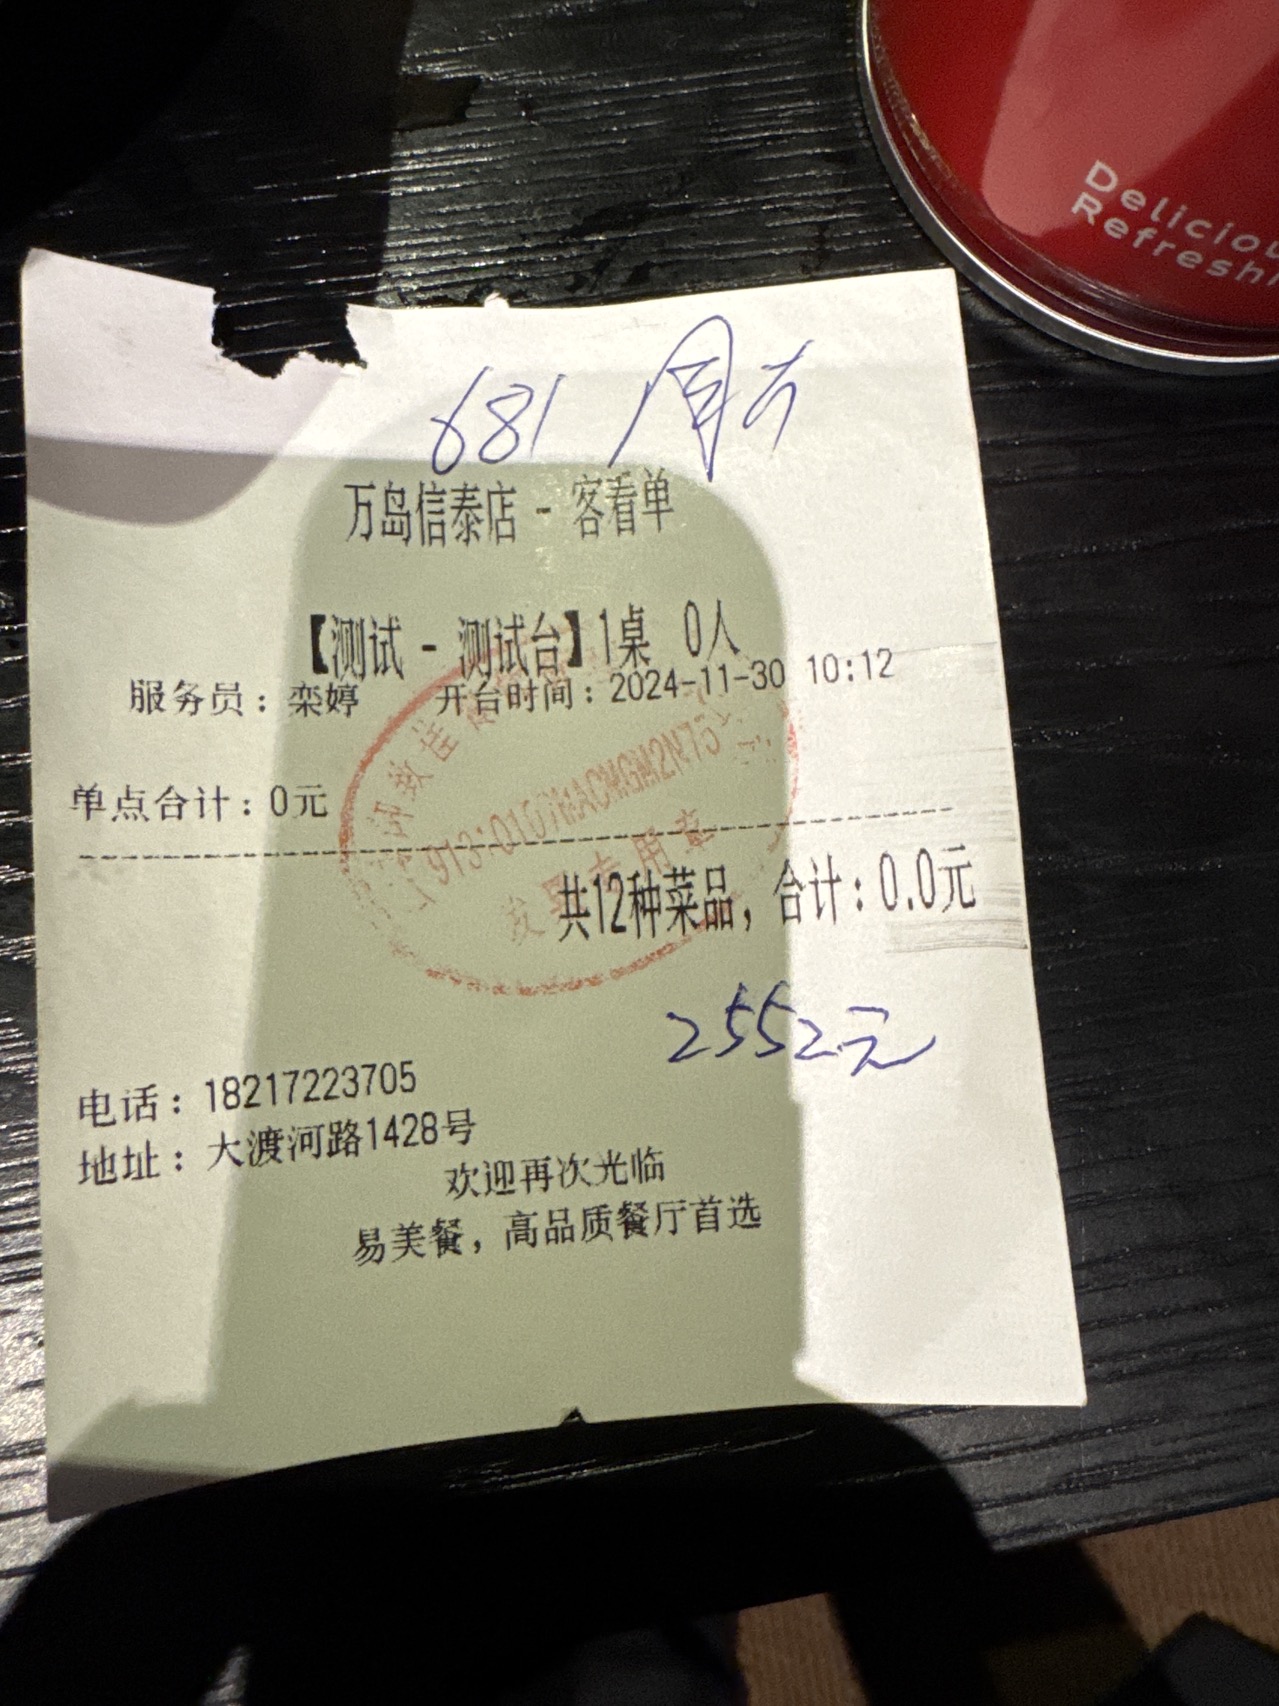 Deliciou
Refreshi
681
万岛信泰店 - 客看单
【测试 - 测试台】1桌 0人
服务员：栾婷 开台时间：2024-11-30 10:12
单点合计：0元
共12种菜品，合计：0.0元
2552元
电话：18217223705
地址：大渡河路1428号
欢迎再次光临
易美餐，高品质餐厅首选